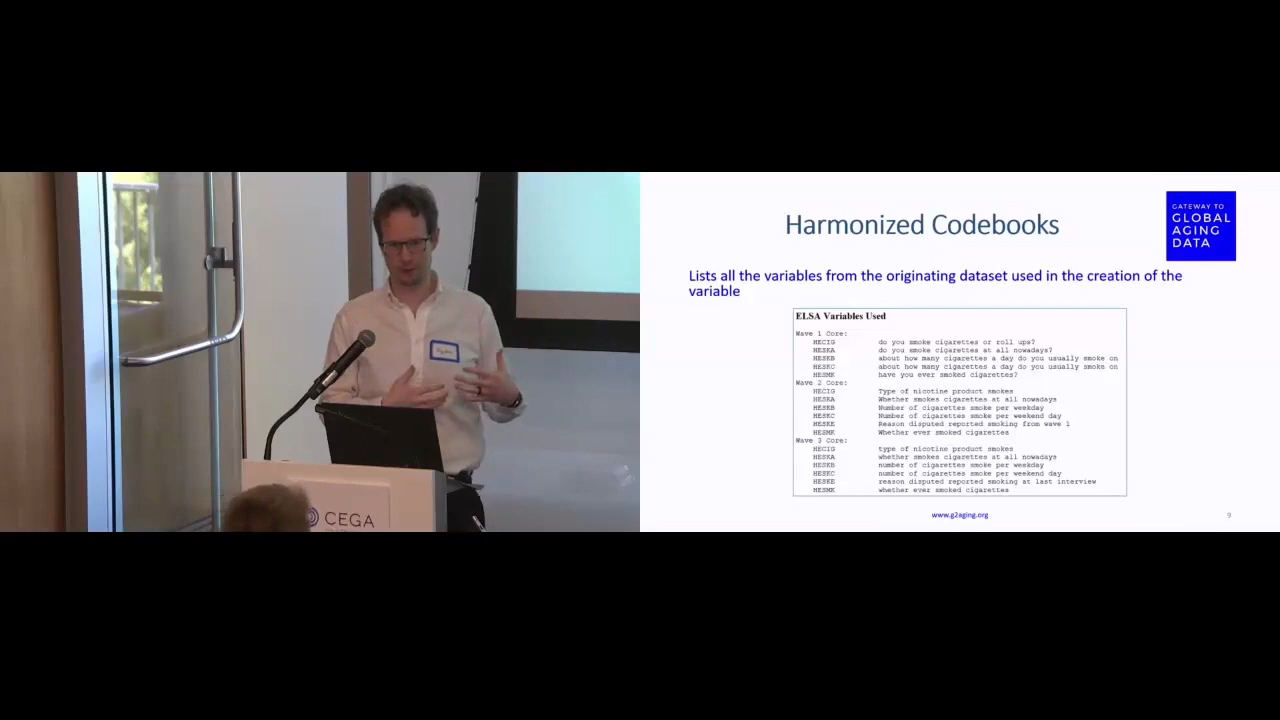 CEGA
Harmonized Codebooks
GATEWAY TO
GLOBAL
AGING
DATA
Lists all the variables from the originating dataset used in the creation of the
variable
ELSA Variables Used
Wave 1 Core:
HECIG do you smoke cigarettes or roll ups?
HESKA do you smoke cigarettes at all nowadays?
HESKB about how many cigarettes a day do you usually smoke on
HESKC about how many cigarettes a day do you usually smoke on
HESMK have you ever smoked cigarettes?
Wave 2 Core:
HECIG Type of nicotine product smokes
HESKA Whether smokes cigarettes at all nowadays
HESKB Number of cigarettes smoke per weekday
HESKC Number of cigarettes smoke per weekend day
HESKE Reason disputed reported smoking from wave 1
HESMK Whether ever smoked cigarettes
Wave 3 Core:
HECIG type of nicotine product smokes
HESKA whether smokes cigarettes at all nowadays
HESKB number of cigarettes smoke per weekday
HESKC number of cigarettes smoke per weekend day
HESKE reason disputed reported smoking at last interview
HESMK whether ever smoked cigarettes
www.g2aging.org
9